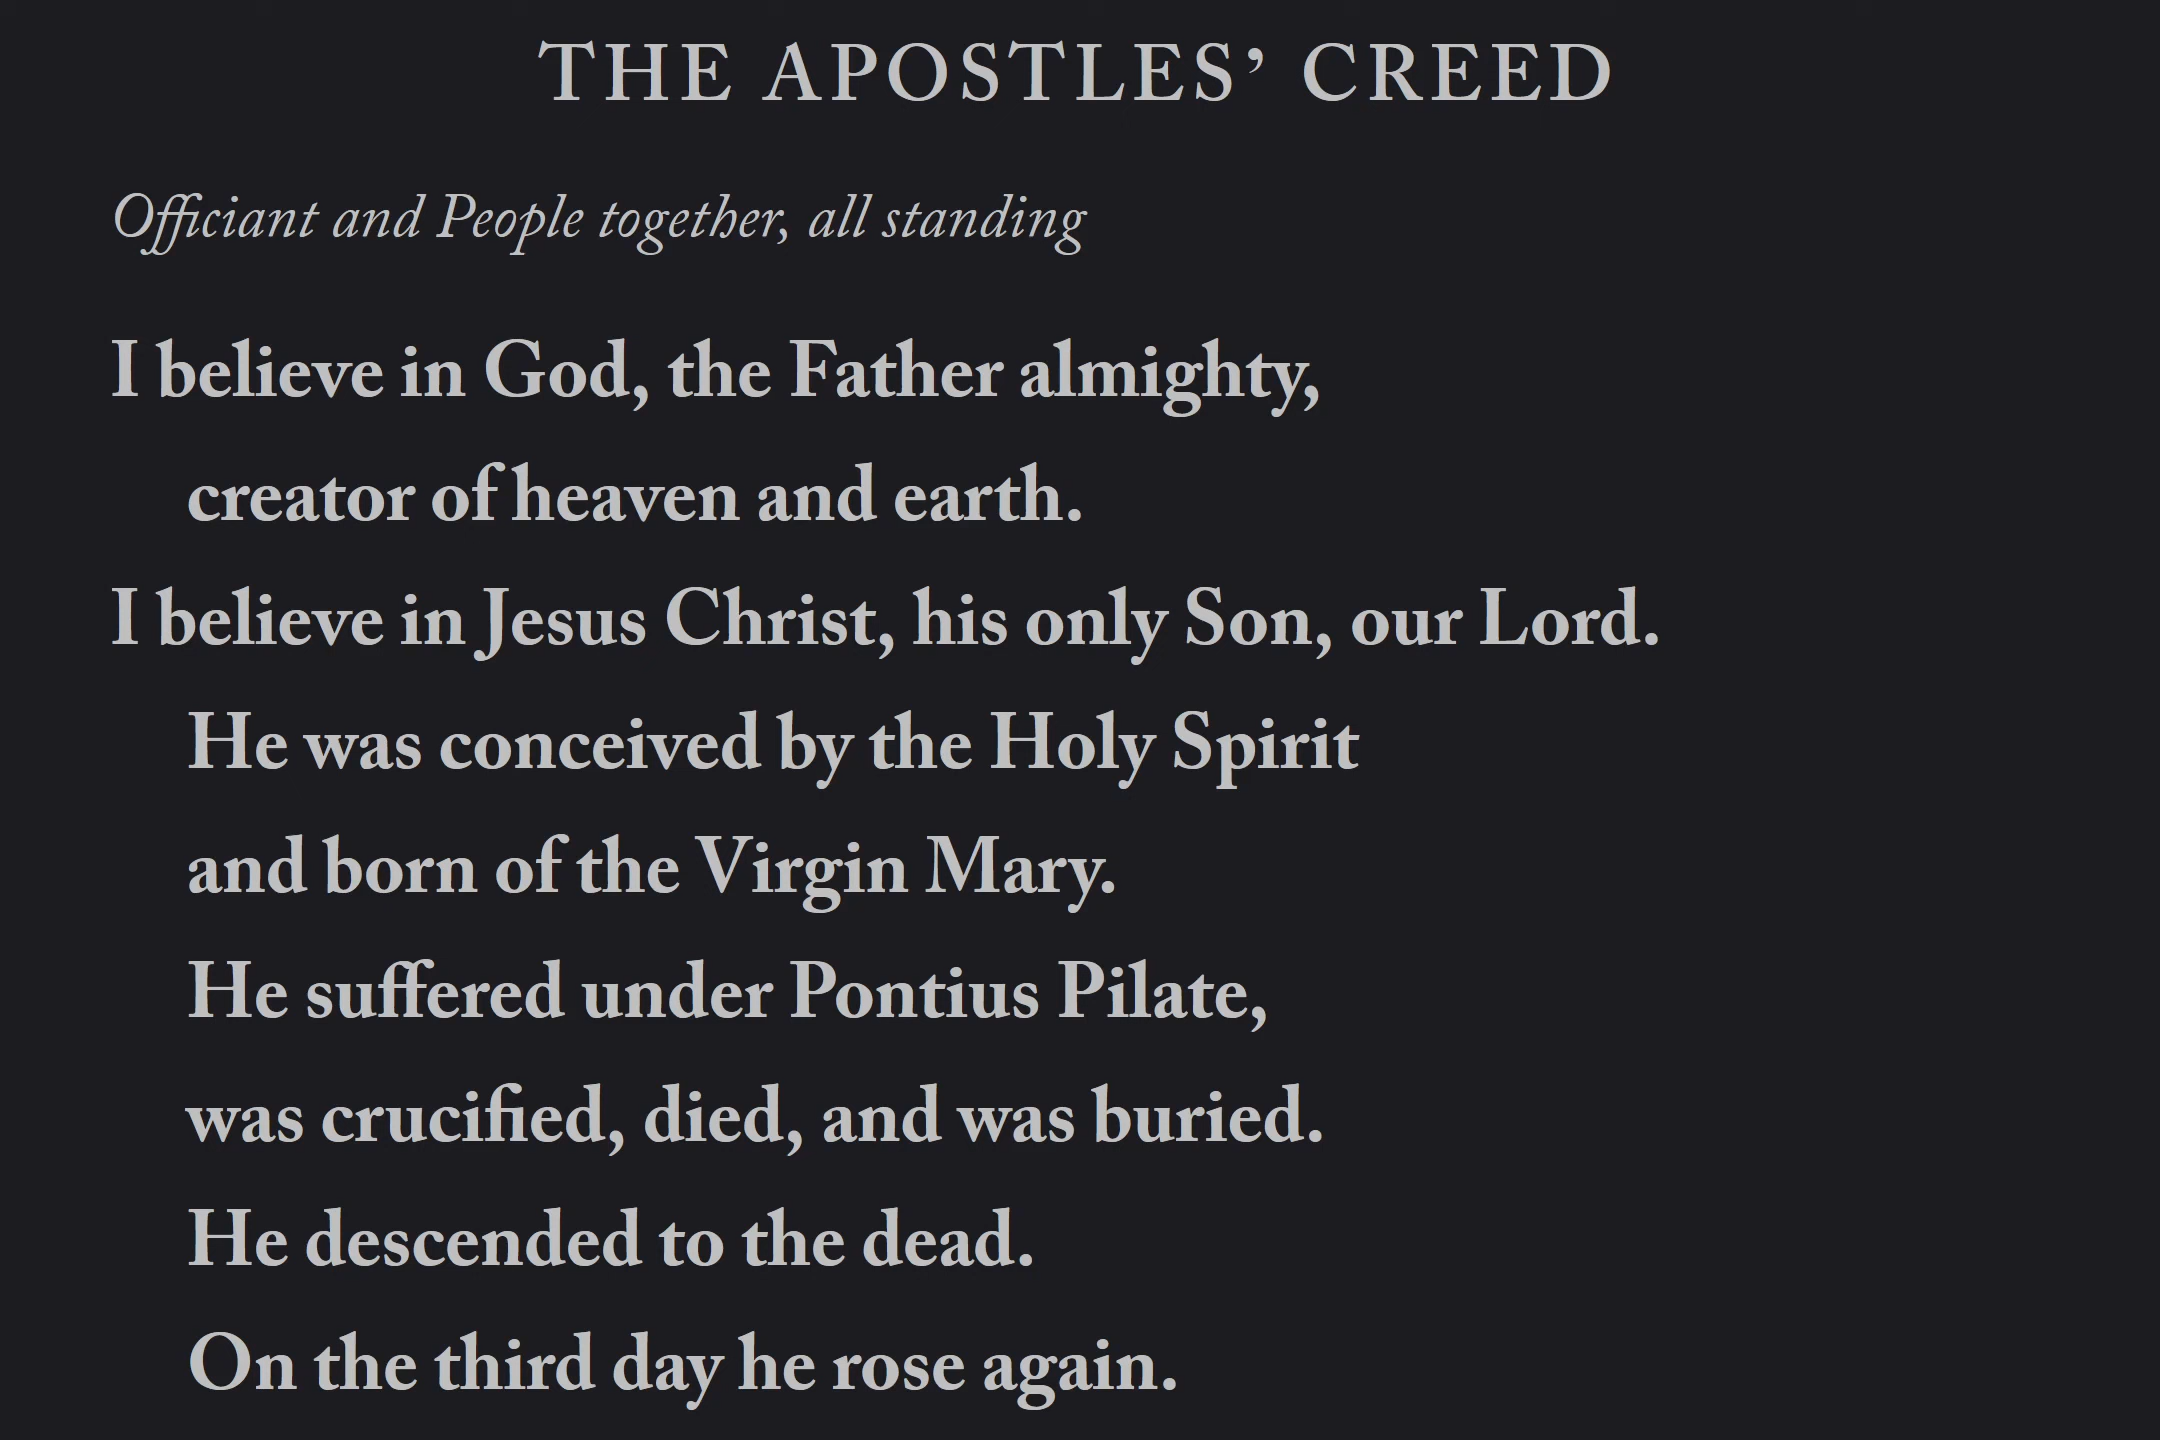 THE APOSTLES’ CREED
Officiant and People together, all standing
I believe in God, the Father almighty,
creator of heaven and earth.
I believe in Jesus Christ, his only Son, our Lord.
He was conceived by the Holy Spirit
and born of the Virgin Mary.
He suffered under Pontius Pilate,
was crucified, died, and was buried.
He descended to the dead.
On the third day he rose again.